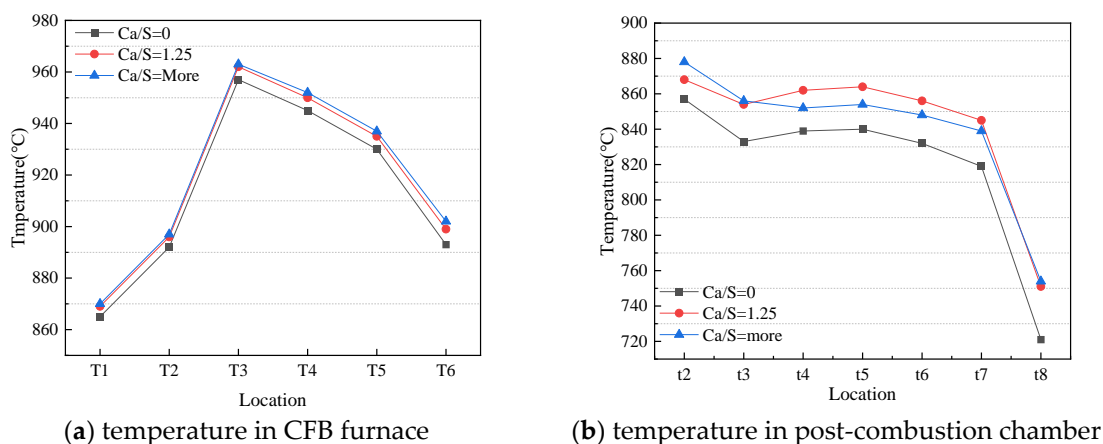 980
960
940
920
900
880
860
Tmperature(°C)
Ca/S=0
Ca/S=1.25
Ca/S=More
T1 T2 T3 T4 T5 T6
Location
(a) temperature in CFB furnace
900
880
860
840
820
800
780
760
740
720
Temperature(°C)
Ca/S=0
Ca/S=1.25
Ca/S=more
t2 t3 t4 t5 t6 t7 t8
Location
(b) temperature in post-combustion chamber